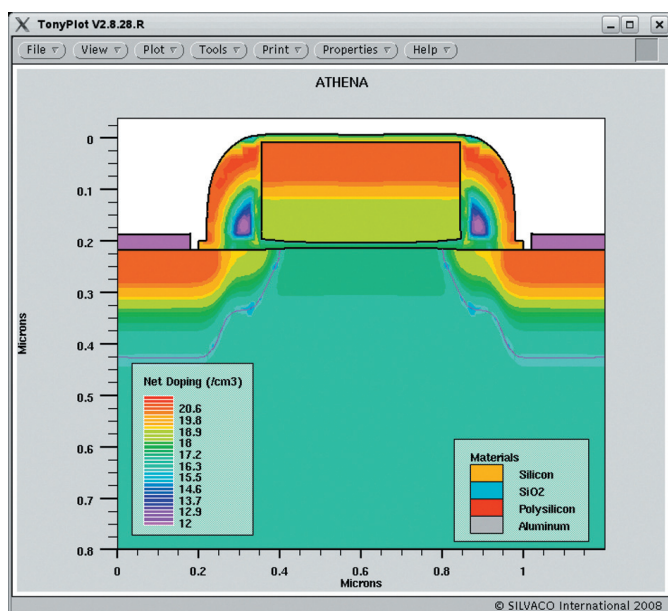 TonyPlot V2.8.28.R
File View Plot Tools Print Properties Help
ATHENA
0
0.1
0.2
0.3
0.4
0.5
0.6
0.7
0.8
Microns
Net Doping (/cm3)
20.6
19.8
18.9
18
17.2
16.3
15.5
14.6
13.7
12.9
12
Materials
Silicon
SiO2
Polysilicon
Aluminum
0 0.2 0.4 0.6 0.8 1
Microns
© SILVACO International 2008